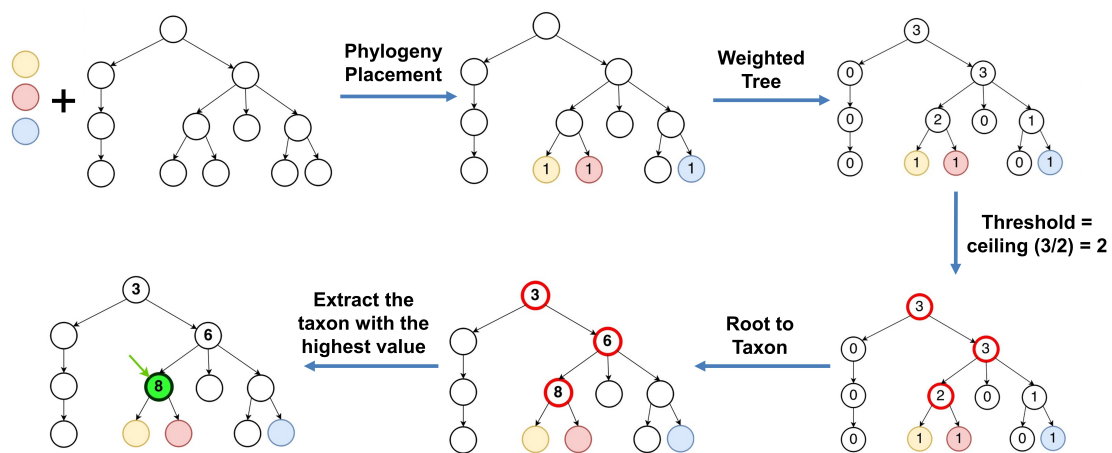 +
Phylogeny
Placement
1 1 1
Weighted
Tree
3
0 3
0 2 0 1
0 1 1 0 1
Threshold =
ceiling (3/2) = 2
3
0 3
0 2 0 1
0 1 1 0 1
Root to
Taxon
3
6
8
Extract the
taxon with the
highest value
3
6
8